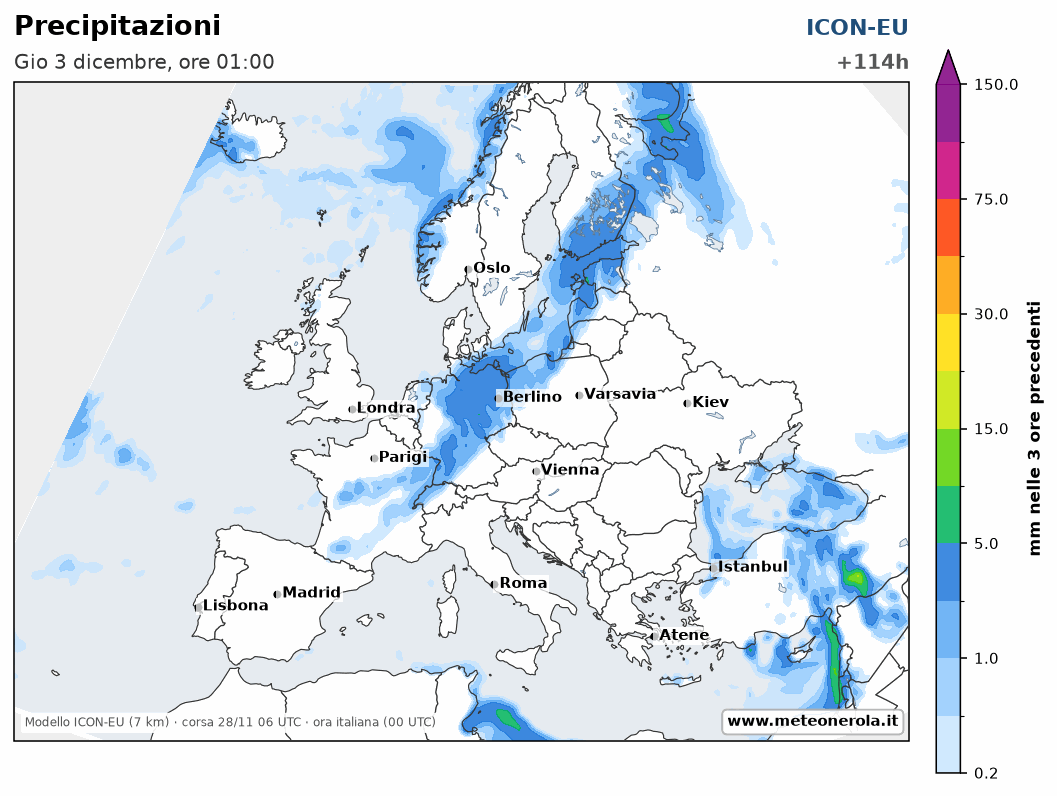 Precipitazioni
ICON-EU
Gio 3 dicembre, ore 01:00
+114h
150.0
75.0
30.0
15.0
5.0
1.0
0.2
mm nelle 3 ore precedenti
Oslo
Berlino
Varsavia
Kiev
Londra
Parigi
Vienna
Istanbul
Roma
Madrid
Lisbona
Atene
Modello ICON-EU (7 km) · corsa 28/11 06 UTC · ora italiana (00 UTC)
www.meteonerola.it